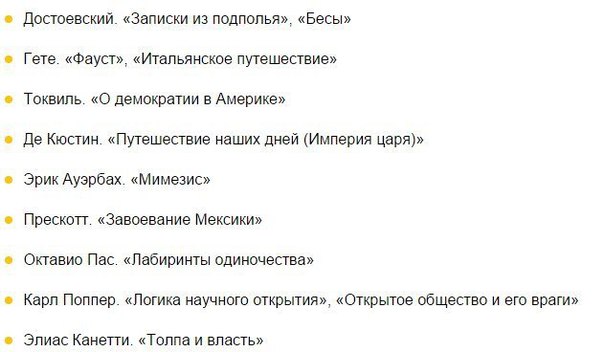 Достоевский. «Записки из подполья», «Бесы»
Гете. «Фауст», «Итальянское путешествие»
Токвиль. «О демократии в Америке»
Де Кюстин. «Путешествие наших дней (Империя царя)»
Эрик Ауэрбах. «Мимезис»
Прескотт. «Завоевание Мексики»
Октавио Пас. «Лабиринты одиночества»
Карл Поппер. «Логика научного открытия», «Открытое общество и его враги»
Элиас Канетти. «Толпа и власть»